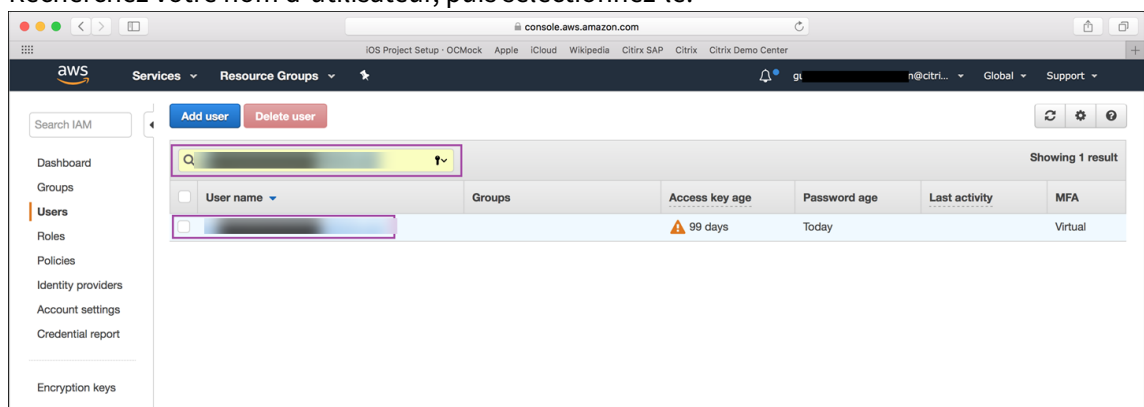 Recherchez votre nom d'utilisateur, puis sélectionnez-le.
console.aws.amazon.com
iOS Project Setup · OCMock Apple iCloud Wikipedia Citirx SAP Citrix Citrix Demo Center
aws Services Resource Groups gu n@citri... Global Support
Search IAM Add user Delete user
Dashboard Showing 1 result
Groups User name Groups Access key age Password age Last activity MFA
Users 99 days Today Virtual
Roles
Policies
Identity providers
Account settings
Credential report
Encryption keys